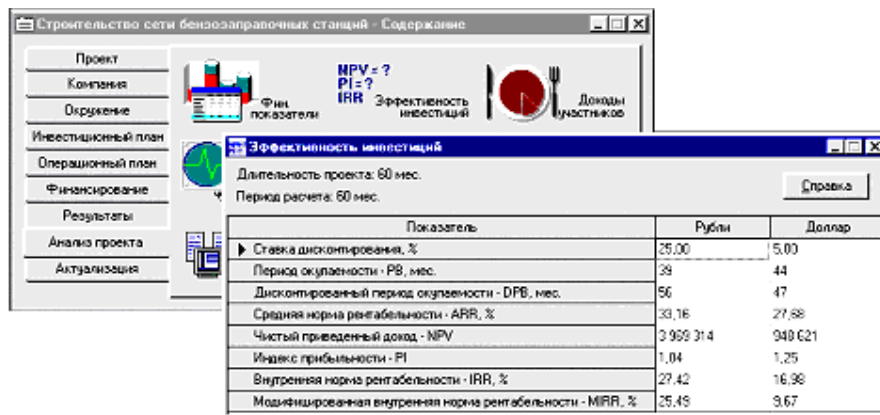 Строительство сети бензозаправочных станций - Содержание
Проект
Компания
Окружение
Инвестиционный план
Операционный план
Финансирование
Результаты
Анализ проекта
Актуализация
Фин.
показатели
NPV = ?
PI = ?
IRR
Эффективность
инвестиций
Доходы
участников
Эффективность инвестиций
Длительность проекта: 60 мес.
Период расчета: 60 мес.
Справка
Показатель Рубли Доллар
Ставка дисконтирования, % 25,00 5,00
Период окупаемости - PB, мес. 39 44
Дисконтированный период окупаемости - DPB, мес. 56 47
Средняя норма рентабельности - ARR, % 33,16 27,68
Чистый приведенный доход - NPV 3 969 314 948 621
Индекс прибыльности - PI 1,04 1,25
Внутренняя норма рентабельности - IRR, % 27,42 16,98
Модифицированная внутренняя норма рентабельности - MIRR, % 25,49 9,67